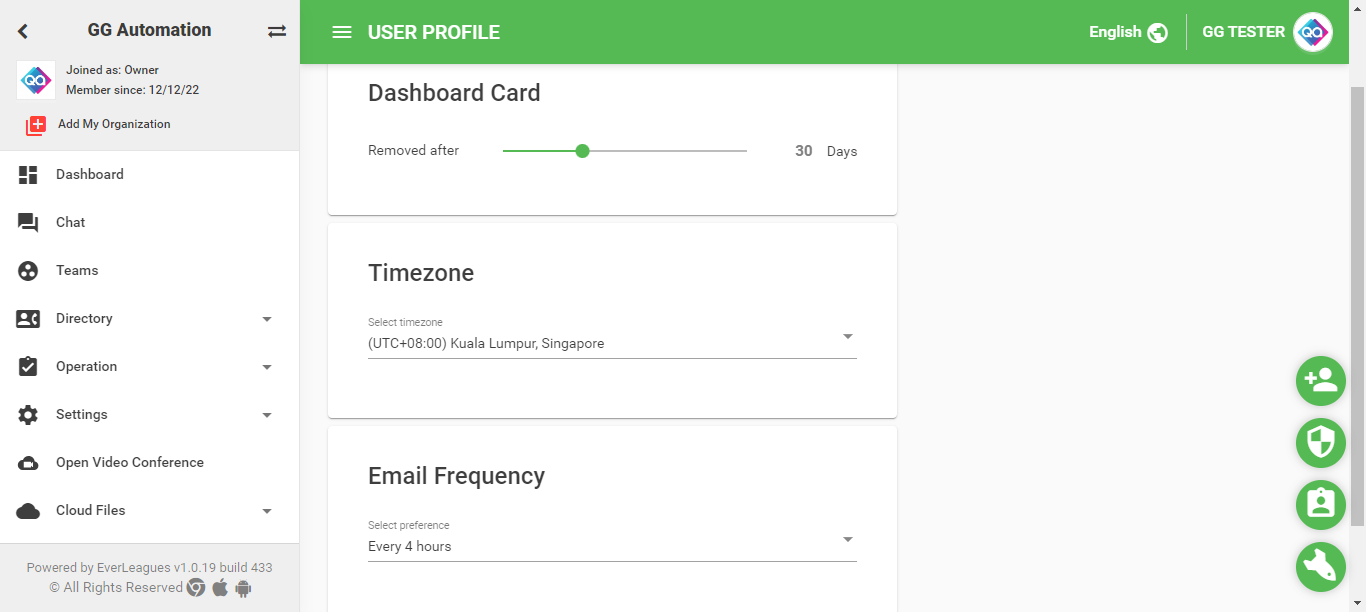 GG Automation
Joined as: Owner
Member since: 12/12/22
Add My Organization
Dashboard
Chat
Teams
Directory
Operation
Settings
Open Video Conference
Cloud Files
Powered by EverLeagues v1.0.19 build 433
© All Rights Reserved
USER PROFILE
English
GG TESTER
QA
Dashboard Card
Removed after
30 Days
Timezone
Select timezone
(UTC+08:00) Kuala Lumpur, Singapore
Email Frequency
Select preference
Every 4 hours